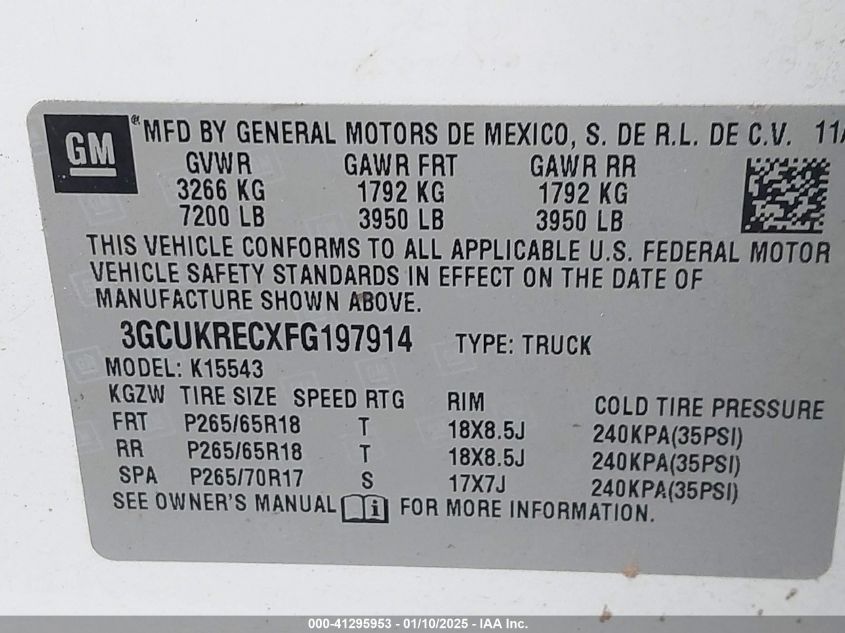 GM ® MFD BY GENERAL MOTORS DE MEXICO, S. DE R.L. DE C.V. 11/
GVWR GAWR FRT GAWR RR
3266 KG 1792 KG 1792 KG
7200 LB 3950 LB 3950 LB
THIS VEHICLE CONFORMS TO ALL APPLICABLE U.S. FEDERAL MOTOR
VEHICLE SAFETY STANDARDS IN EFFECT ON THE DATE OF
MANUFACTURE SHOWN ABOVE.
3GCUKRECXFG197914 TYPE: TRUCK
MODEL: K15543
KGZW TIRE SIZE SPEED RTG RIM COLD TIRE PRESSURE
FRT P265/65R18 T 18X8.5J 240KPA(35PSI)
RR P265/65R18 T 18X8.5J 240KPA(35PSI)
SPA P265/70R17 S 17X7J 240KPA(35PSI)
SEE OWNER'S MANUAL i FOR MORE INFORMATION.
000-41295953 - 01/10/2025 - IAA Inc.